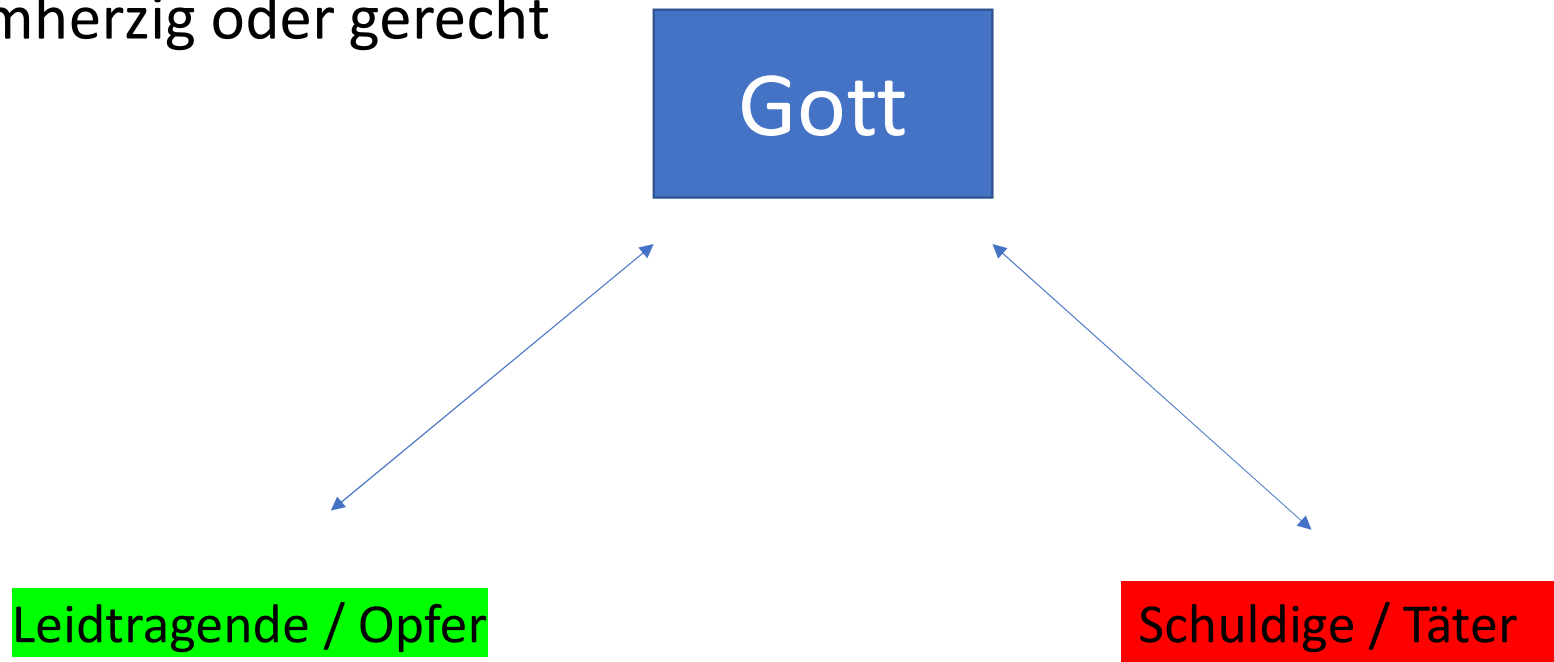 mherzig oder gerecht
Gott
Leidtragende / Opfer
Schuldige / Täter